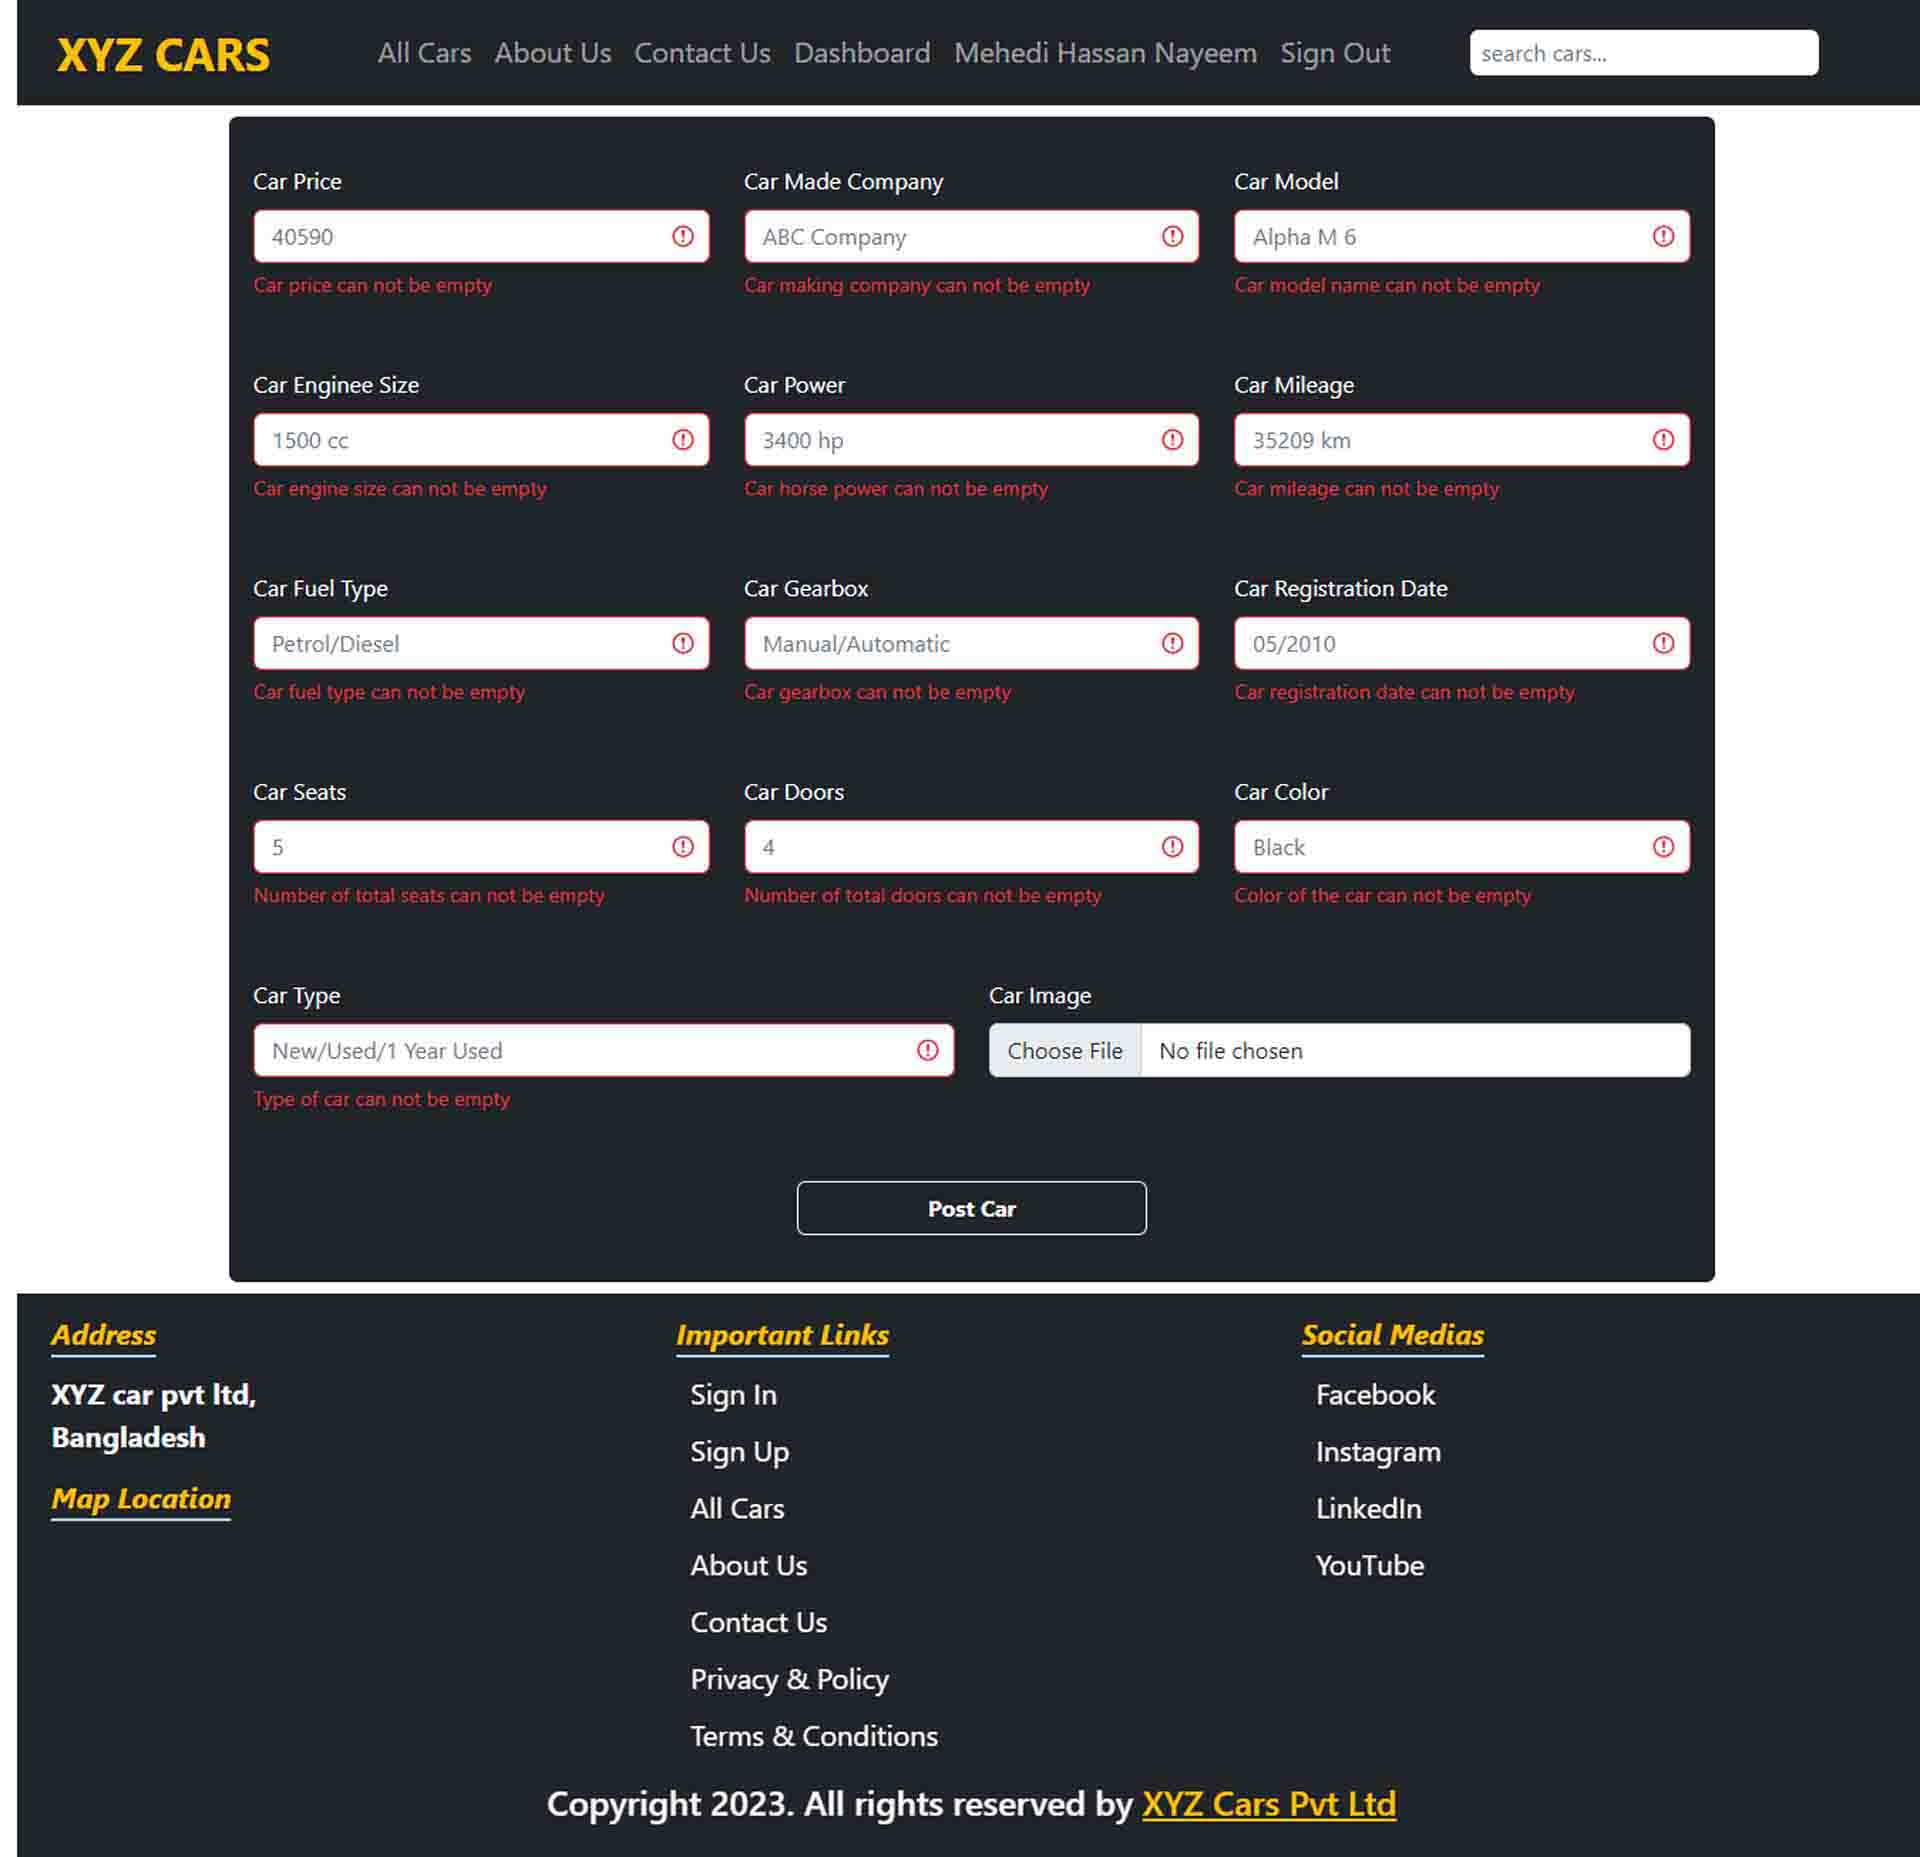 XYZ CARS All Cars About Us Contact Us Dashboard Mehedi Hassan Nayeem Sign Out search cars...
Car Price Car Made Company Car Model
40590 ABC Company Alpha M 6
Car price can not be empty Car making company can not be empty Car model name can not be empty
Car Enginee Size Car Power Car Mileage
1500 cc 3400 hp 35209 km
Car engine size can not be empty Car horse power can not be empty Car mileage can not be empty
Car Fuel Type Car Gearbox Car Registration Date
Petrol/Diesel Manual/Automatic 05/2010
Car fuel type can not be empty Car gearbox can not be empty Car registration date can not be empty
Car Seats Car Doors Car Color
5 4 Black
Number of total seats can not be empty Number of total doors can not be empty Color of the car can not be empty
Car Type Car Image
New/Used/1 Year Used Choose File No file chosen
Type of car can not be empty
Post Car
Address
XYZ car pvt ltd,
Bangladesh
Map Location
Important Links
Sign In
Sign Up
All Cars
About Us
Contact Us
Privacy & Policy
Terms & Conditions
Social Medias
Facebook
Instagram
LinkedIn
YouTube
Copyright 2023. All rights reserved by XYZ Cars Pvt Ltd